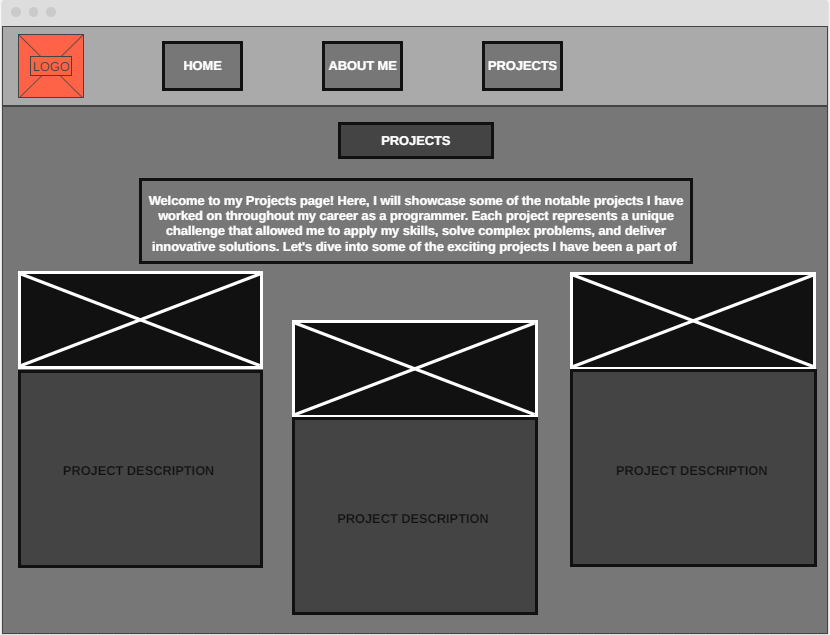 LOGO
HOME
ABOUT ME
PROJECTS
PROJECTS
Welcome to my Projects page! Here, I will showcase some of the notable projects I have
worked on throughout my career as a programmer. Each project represents a unique
challenge that allowed me to apply my skills, solve complex problems, and deliver
innovative solutions. Let's dive into some of the exciting projects I have been a part of
PROJECT DESCRIPTION
PROJECT DESCRIPTION
PROJECT DESCRIPTION